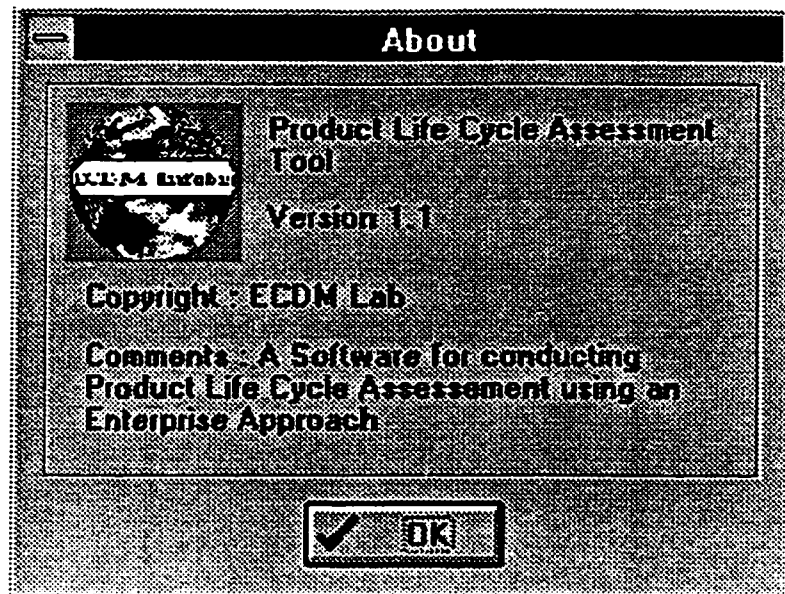 About
Product Life Cycle Assessment
Tool
Version 1.1
Copyright : ECDM Lab
Comments : A Software for conducting
Product Life Cycle Assessement using an
Enterprise Approach
OK